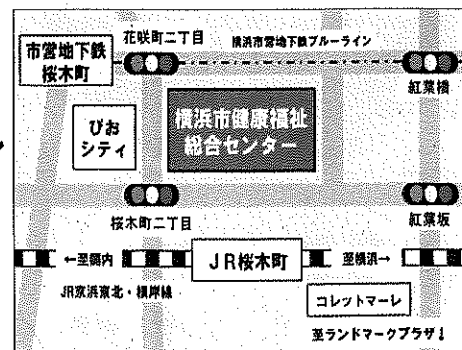 花咲町二丁目
横浜市営地下鉄ブルーライン
市営地下鉄
桜木町
紅葉橋
ぴお
シティ
横浜市健康福祉
総合センター
桜木町二丁目
紅葉坂
←至関内
JR桜木町
至横浜→
JR京浜東北・根岸線
コレットマーレ
至ランドマークプラザ↓